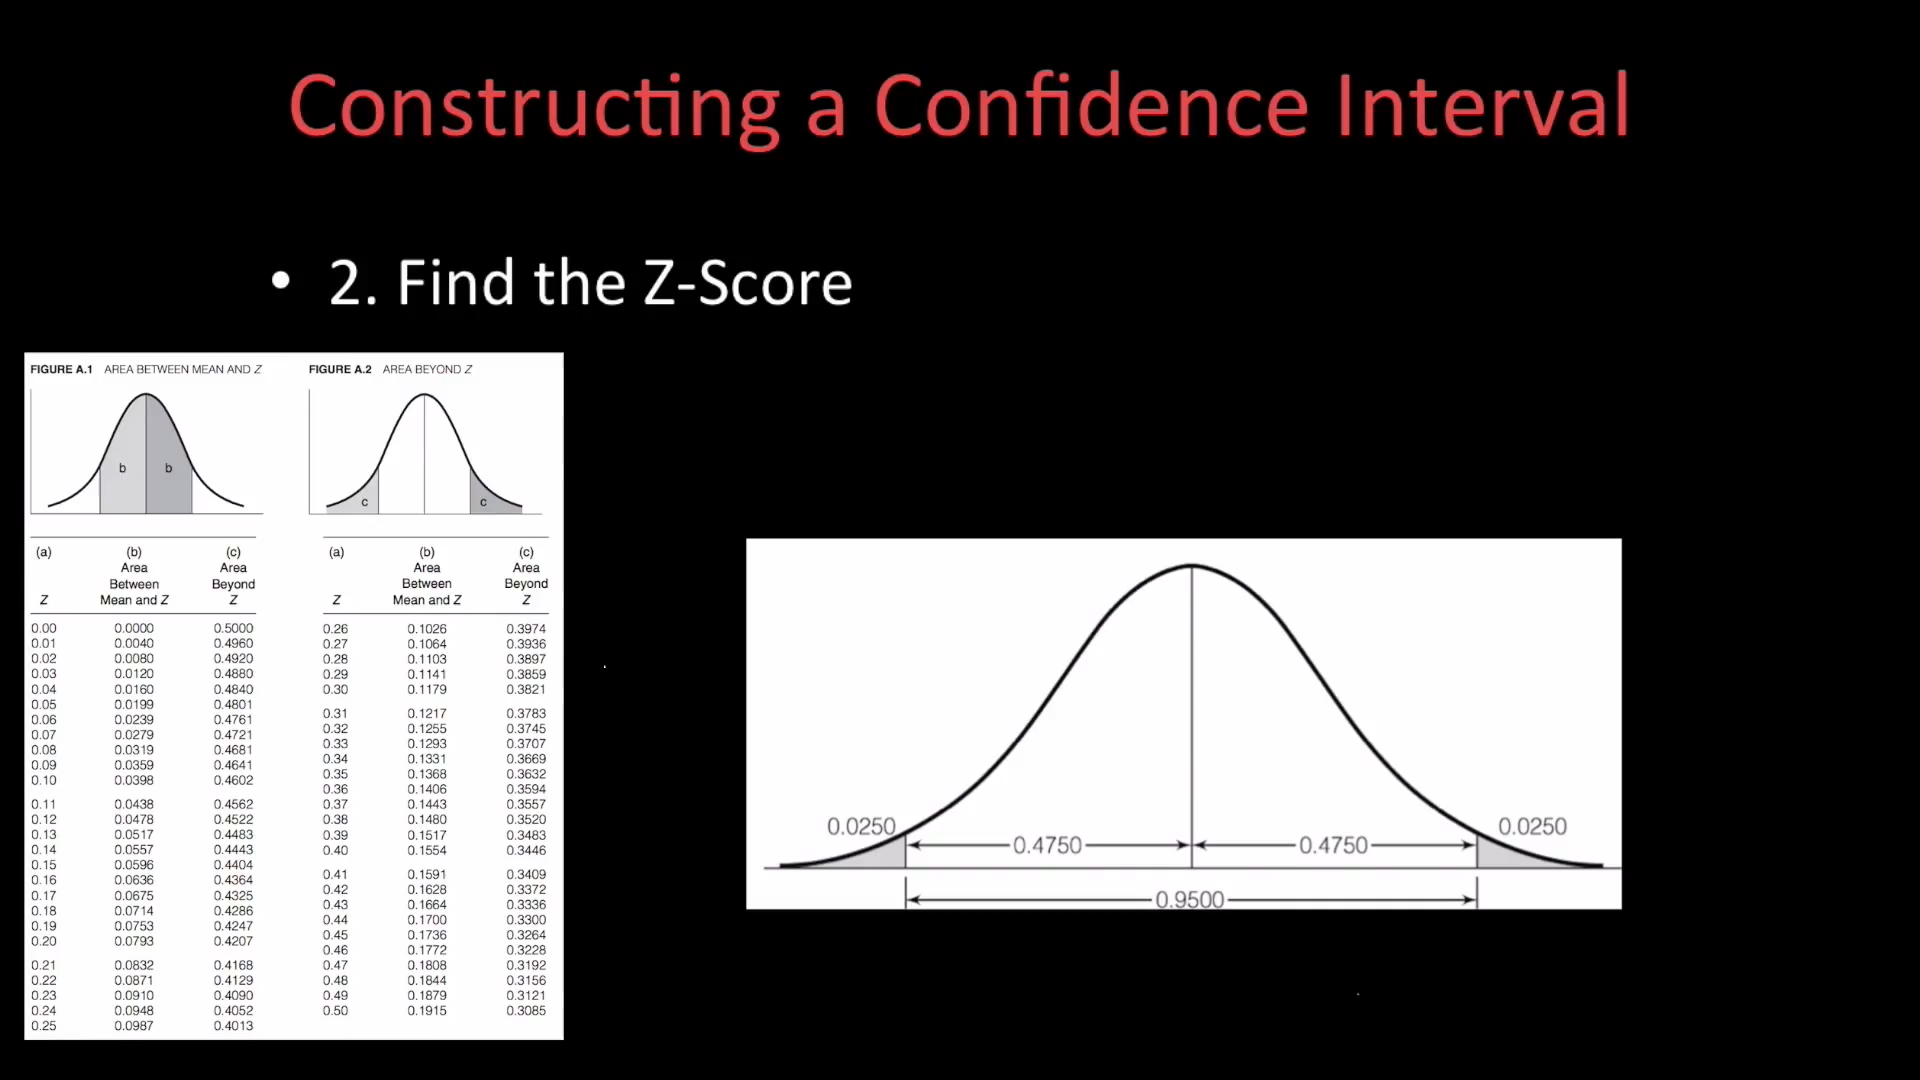 Constructing a Confidence Interval
• 2. Find the Z-Score
FIGURE A.1 AREA BETWEEN MEAN AND Z
FIGURE A.2 AREA BEYOND Z
b b
c c
(a) (b) (c) (a) (b) (c)
Area Area Area Area
Between Beyond Between Beyond
Z Mean and Z Z Z Mean and Z Z
0.00 0.0000 0.5000
0.01 0.0040 0.4960
0.02 0.0080 0.4920
0.03 0.0120 0.4880
0.04 0.0160 0.4840
0.05 0.0199 0.4801
0.06 0.0239 0.4761
0.07 0.0279 0.4721
0.08 0.0319 0.4681
0.09 0.0359 0.4641
0.10 0.0398 0.4602
0.11 0.0438 0.4562
0.12 0.0478 0.4522
0.13 0.0517 0.4483
0.14 0.0557 0.4443
0.15 0.0596 0.4404
0.16 0.0636 0.4364
0.17 0.0675 0.4325
0.18 0.0714 0.4286
0.19 0.0753 0.4247
0.20 0.0793 0.4207
0.21 0.0832 0.4168
0.22 0.0871 0.4129
0.23 0.0910 0.4090
0.24 0.0948 0.4052
0.25 0.0987 0.4013
0.26 0.1026 0.3974
0.27 0.1064 0.3936
0.28 0.1103 0.3897
0.29 0.1141 0.3859
0.30 0.1179 0.3821
0.31 0.1217 0.3783
0.32 0.1255 0.3745
0.33 0.1293 0.3707
0.34 0.1331 0.3669
0.35 0.1368 0.3632
0.36 0.1406 0.3594
0.37 0.1443 0.3557
0.38 0.1480 0.3520
0.39 0.1517 0.3483
0.40 0.1554 0.3446
0.41 0.1591 0.3409
0.42 0.1628 0.3372
0.43 0.1664 0.3336
0.44 0.1700 0.3300
0.45 0.1736 0.3264
0.46 0.1772 0.3228
0.47 0.1808 0.3192
0.48 0.1844 0.3156
0.49 0.1879 0.3121
0.50 0.1915 0.3085
0.0250 0.0250
0.4750 0.4750
0.9500